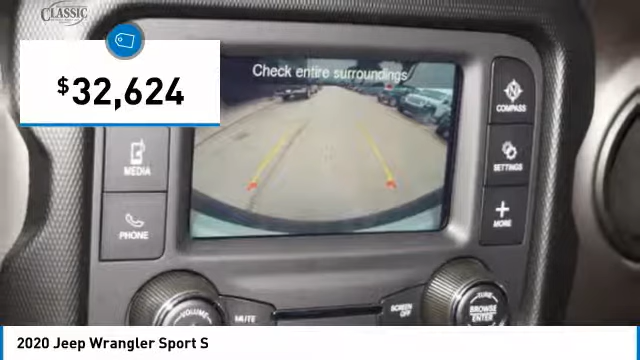 CLASSIC
$32,624
Check entire surroundings
COMPASS
MEDIA
SETTINGS
PHONE
MORE
VOLUME
MUTE
SCREEN
OFF
TUNE
BROWSE
ENTER
2020 Jeep Wrangler Sport S